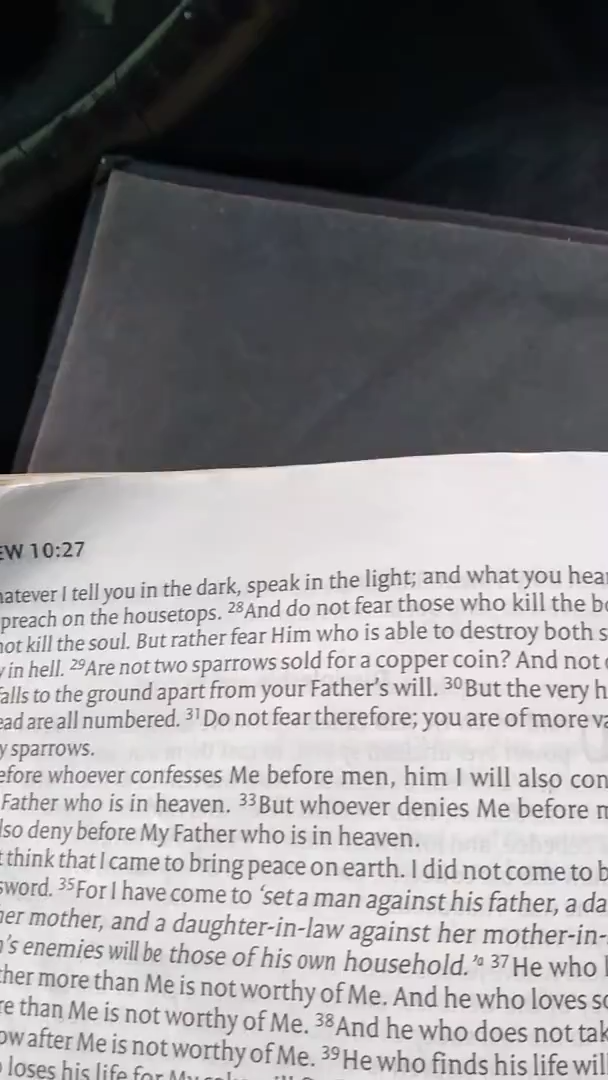 EW 10:27
hatever I tell you in the dark, speak in the light; and what you hear
preach on the housetops. 28And do not fear those who kill the bo
not kill the soul. But rather fear Him who is able to destroy both s
y in hell. 29Are not two sparrows sold for a copper coin? And not o
falls to the ground apart from your Father's will. 30But the very h
ead are all numbered. 31Do not fear therefore; you are of more va
y sparrows.
efore whoever confesses Me before men, him I will also con
Father who is in heaven. 33But whoever denies Me before m
lso deny before My Father who is in heaven.
t think that I came to bring peace on earth. I did not come to b
sword. 35For I have come to 'set a man against his father, a da
her mother, and a daughter-in-law against her mother-in-
's enemies will be those of his own household.'a 37He who l
ther more than Me is not worthy of Me. And he who loves so
re than Me is not worthy of Me. 38And he who does not tak
ow after Me is not worthy of Me. 39He who finds his life will
loses his life for My